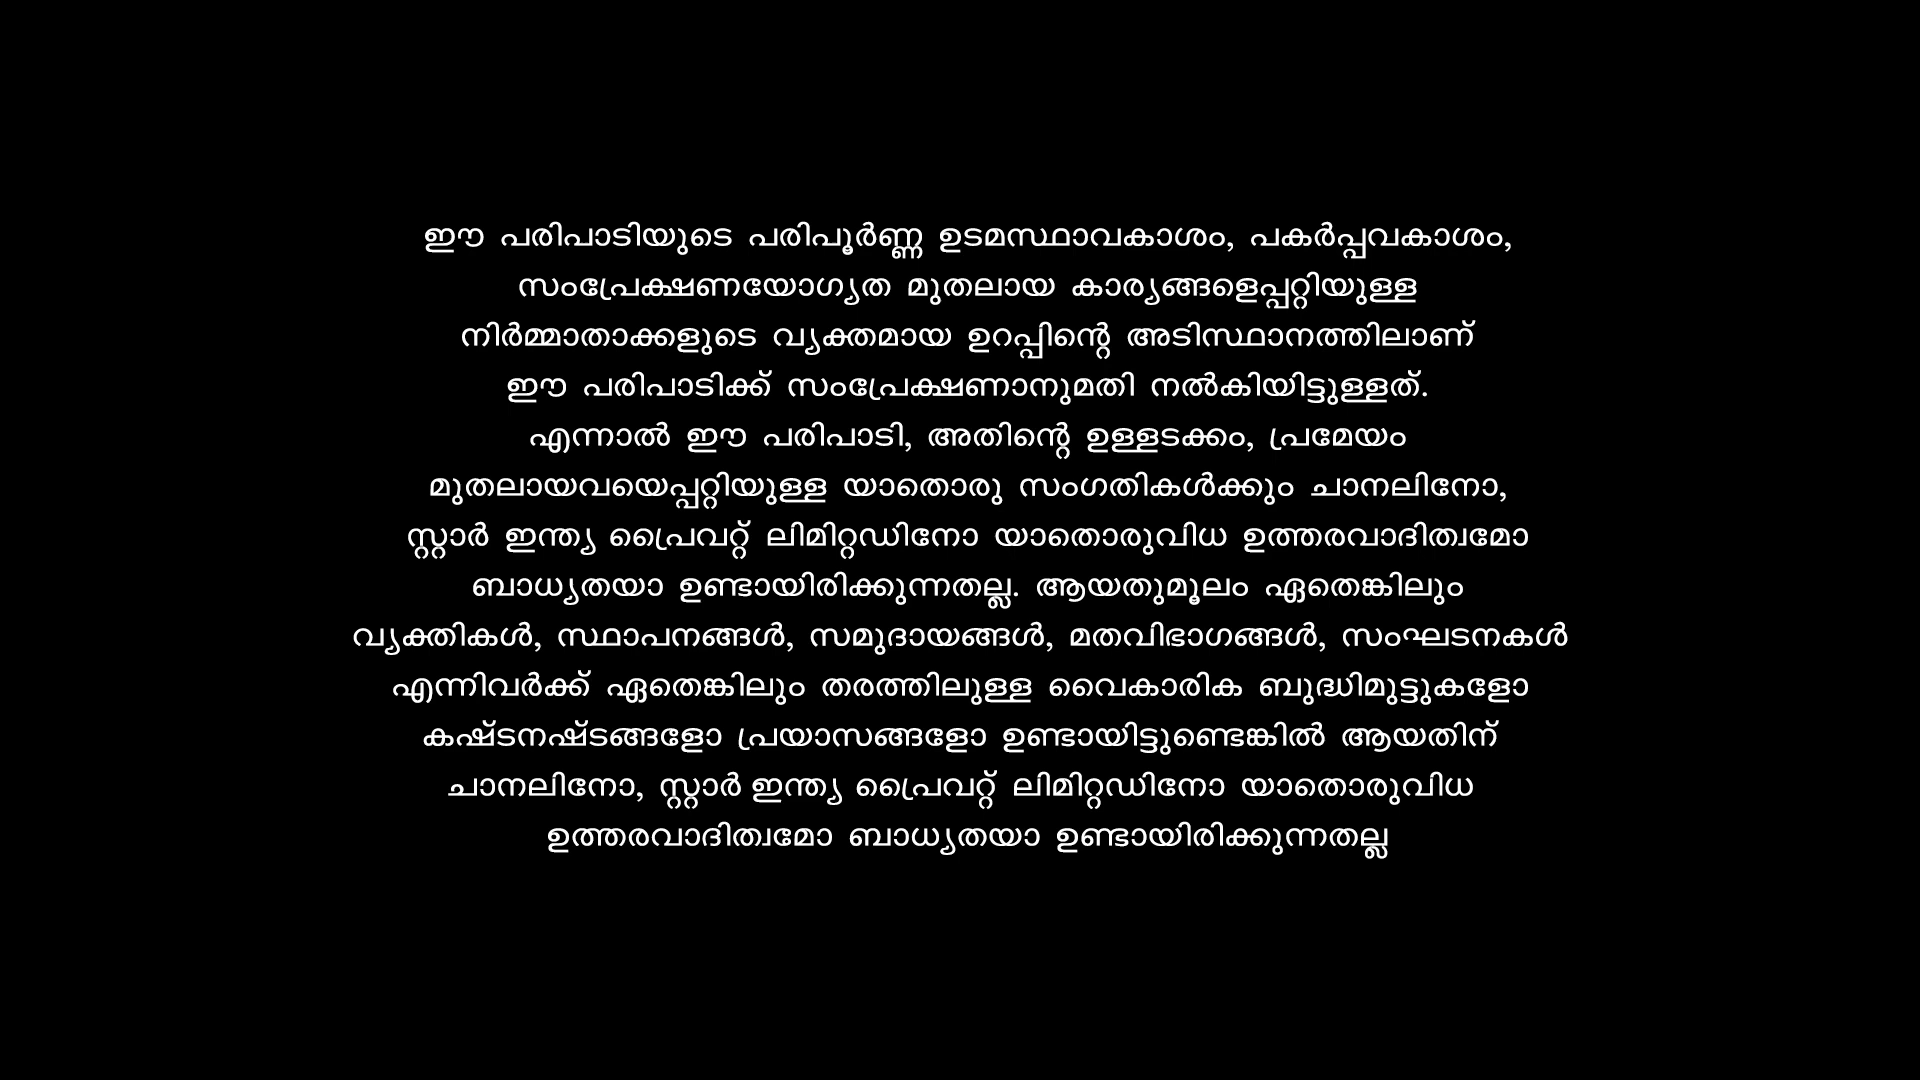 ഈ പരിപാടിയുടെ പരിപൂർണ്ണ ഉടമസ്ഥാവകാശം, പകർപ്പവകാശം,
സംപ്രേക്ഷണയോഗ്യത മുതലായ കാര്യങ്ങളെപ്പറ്റിയുള്ള
നിർമ്മാതാക്കളുടെ വ്യക്തമായ ഉറപ്പിന്റെ അടിസ്ഥാനത്തിലാണ്
ഈ പരിപാടിക്ക് സംപ്രേക്ഷണാനുമതി നൽകിയിട്ടുള്ളത്.
എന്നാൽ ഈ പരിപാടി, അതിന്റെ ഉള്ളടക്കം, പ്രമേയം
മുതലായവയെപ്പറ്റിയുള്ള യാതൊരു സംഗതികൾക്കും ചാനലിനോ,
സ്റ്റാർ ഇന്ത്യ പ്രൈവറ്റ് ലിമിറ്റഡിനോ യാതൊരുവിധ ഉത്തരവാദിത്വമോ
ബാധ്യതയാ ഉണ്ടായിരിക്കുന്നതല്ല. ആയതുമൂലം ഏതെങ്കിലും
വ്യക്തികൾ, സ്ഥാപനങ്ങൾ, സമുദായങ്ങൾ, മതവിഭാഗങ്ങൾ, സംഘടനകൾ
എന്നിവർക്ക് ഏതെങ്കിലും തരത്തിലുള്ള വൈകാരിക ബുദ്ധിമുട്ടുകളോ
കഷ്ടനഷ്ടങ്ങളോ പ്രയാസങ്ങളോ ഉണ്ടായിട്ടുണ്ടെങ്കിൽ ആയതിന്
ചാനലിനോ, സ്റ്റാർ ഇന്ത്യ പ്രൈവറ്റ് ലിമിറ്റഡിനോ യാതൊരുവിധ
ഉത്തരവാദിത്വമോ ബാധ്യതയാ ഉണ്ടായിരിക്കുന്നതല്ല